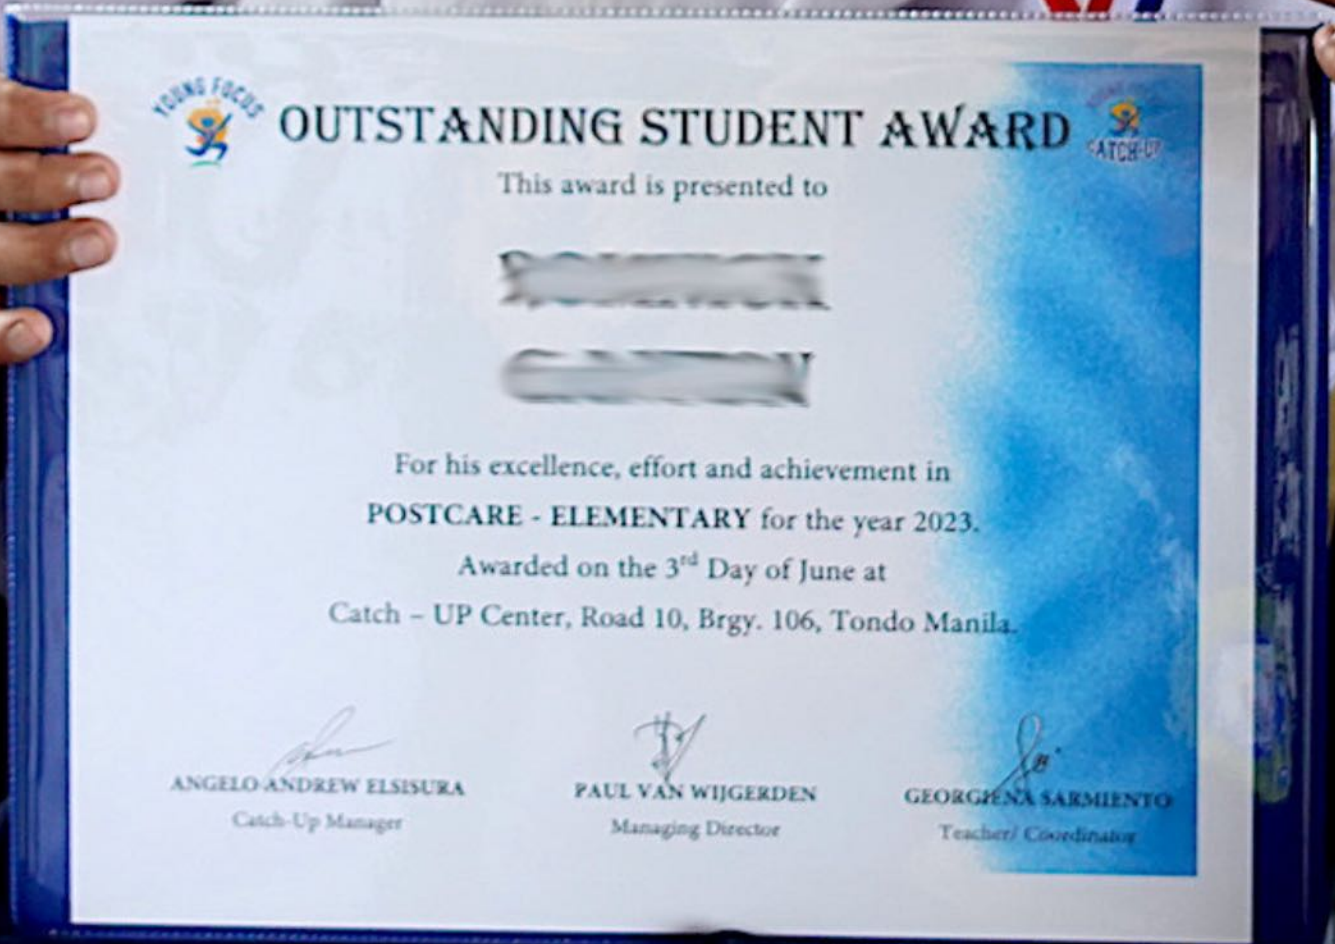 YOUNG FOCUS
OUTSTANDING STUDENT AWARD
CATCH-UP
This award is presented to
For his excellence, effort and achievement in
POSTCARE - ELEMENTARY for the year 2023.
Awarded on the 3rd Day of June at
Catch – UP Center, Road 10, Brgy. 106, Tondo Manila.
ANGELO ANDREW ELSISURA
Catch-Up Manager
PAUL VAN WIJGERDEN
Managing Director
GEORGIENA SARMIENTO
Teacher/ Coordinator